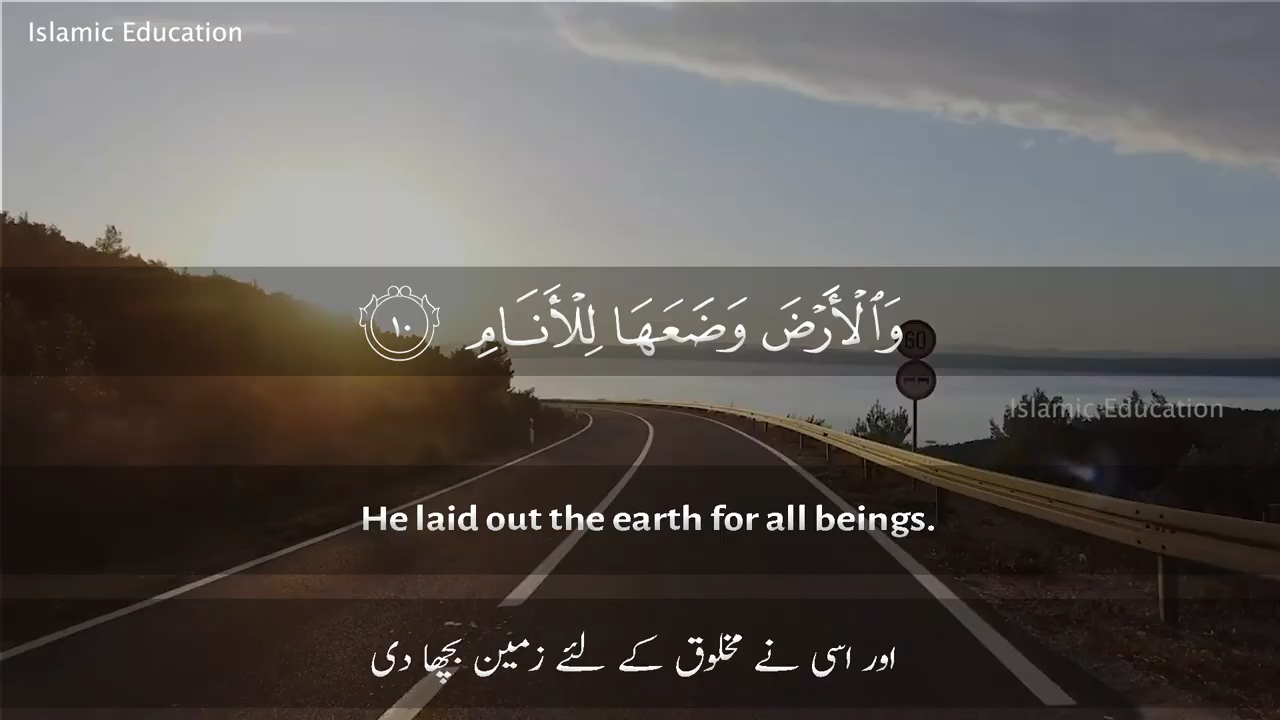 Islamic Education
وَٱلْأَرْضَ وَضَعَهَا لِلْأَنَامِ ١٠
60
Islamic Education
He laid out the earth for all beings.
اور اسی نے مخلوق کے لئے زمین بچھا دی